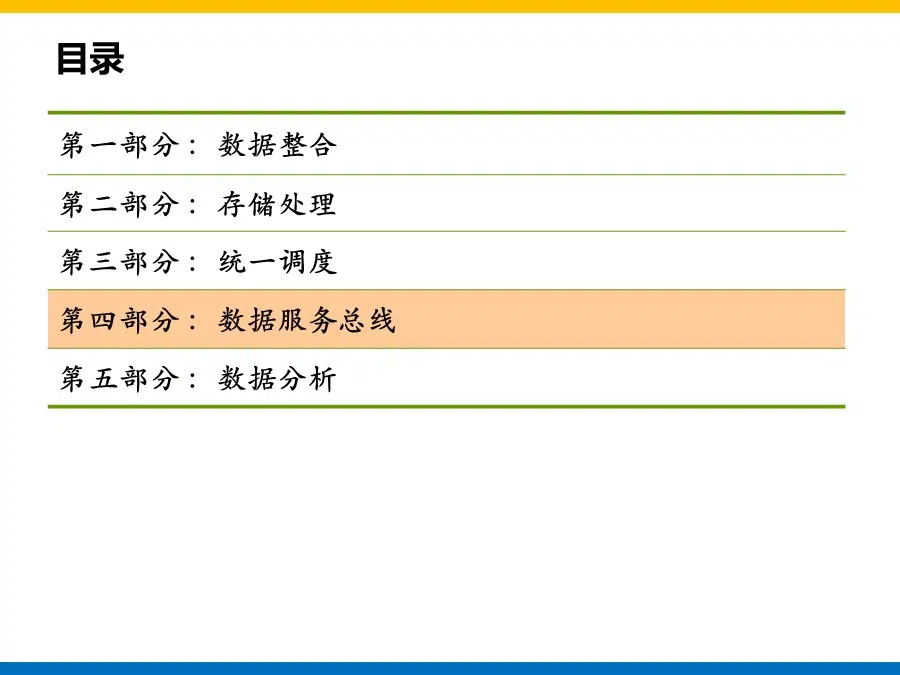 目录
第一部分：数据整合
第二部分：存储处理
第三部分：统一调度
第四部分：数据服务总线
第五部分：数据分析